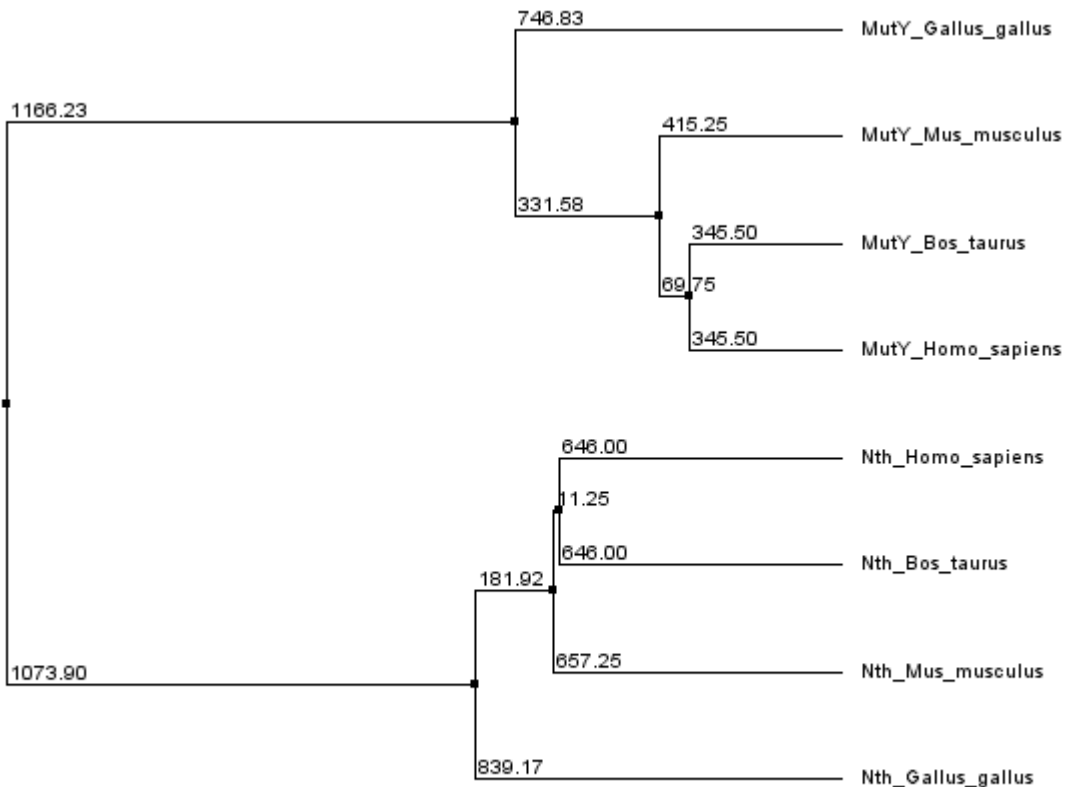 746.83 MutY_Gallus_gallus
1166.23
415.25 MutY_Mus_musculus
331.58
345.50 MutY_Bos_taurus
69.75
345.50 MutY_Homo_sapiens
646.00 Nth_Homo_sapiens
11.25
646.00 Nth_Bos_taurus
181.92
657.25 Nth_Mus_musculus
1073.90
839.17 Nth_Gallus_gallus